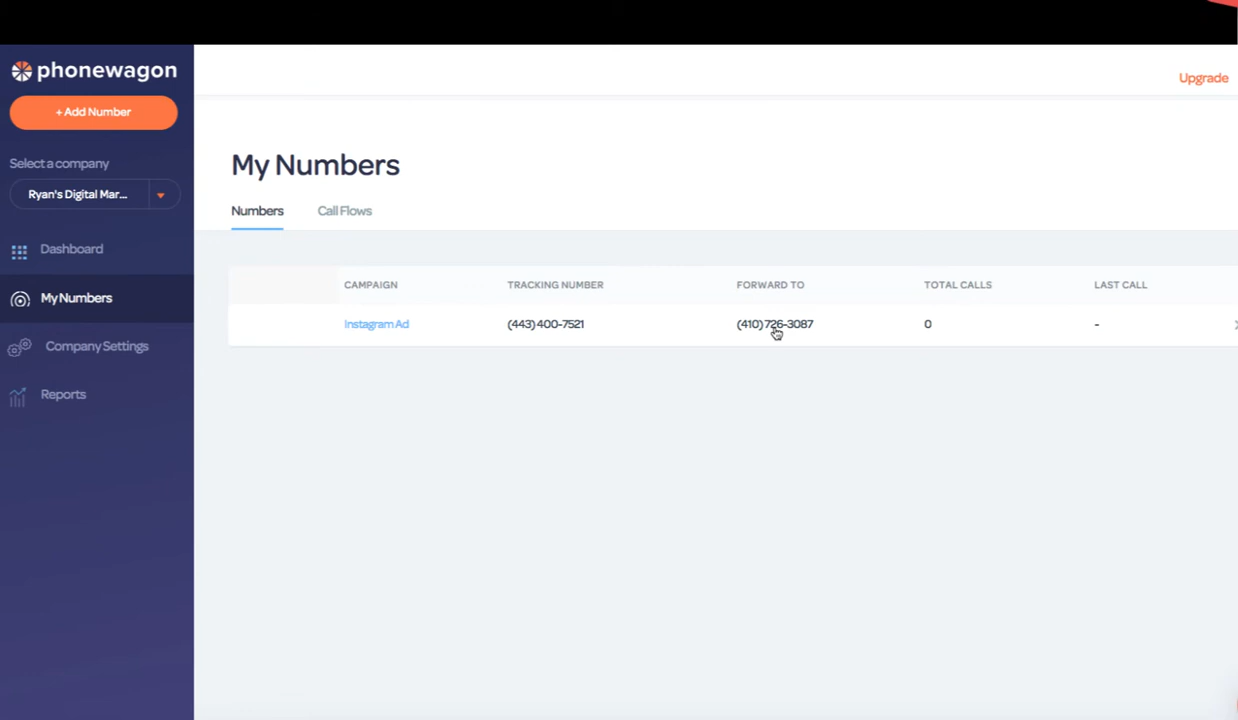 phonewagon
+ Add Number
Upgrade
Select a company
Ryan's Digital Mar...
Dashboard
My Numbers
Company Settings
Reports
My Numbers
Numbers Call Flows
CAMPAIGN TRACKING NUMBER FORWARD TO TOTAL CALLS LAST CALL
Instagram Ad (443) 400-7521 (410) 726-3087 0 -